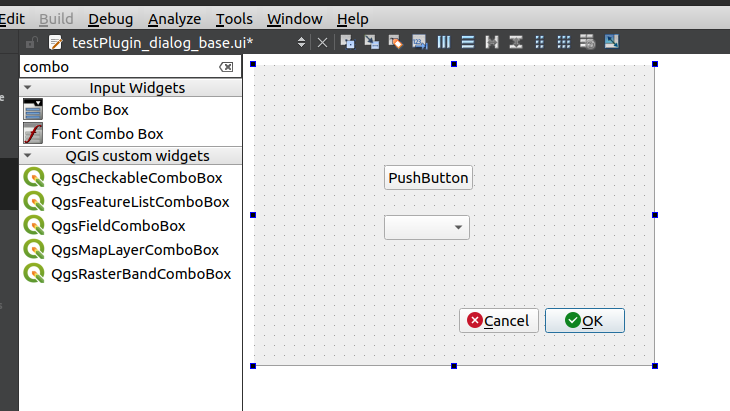 Edit Build Debug Analyze Tools Window Help
testPlugin_dialog_base.ui*
combo
Input Widgets
Combo Box
Font Combo Box
QGIS custom widgets
QgsCheckableComboBox
QgsFeatureListComboBox
QgsFieldComboBox
QgsMapLayerComboBox
QgsRasterBandComboBox
PushButton
Cancel OK